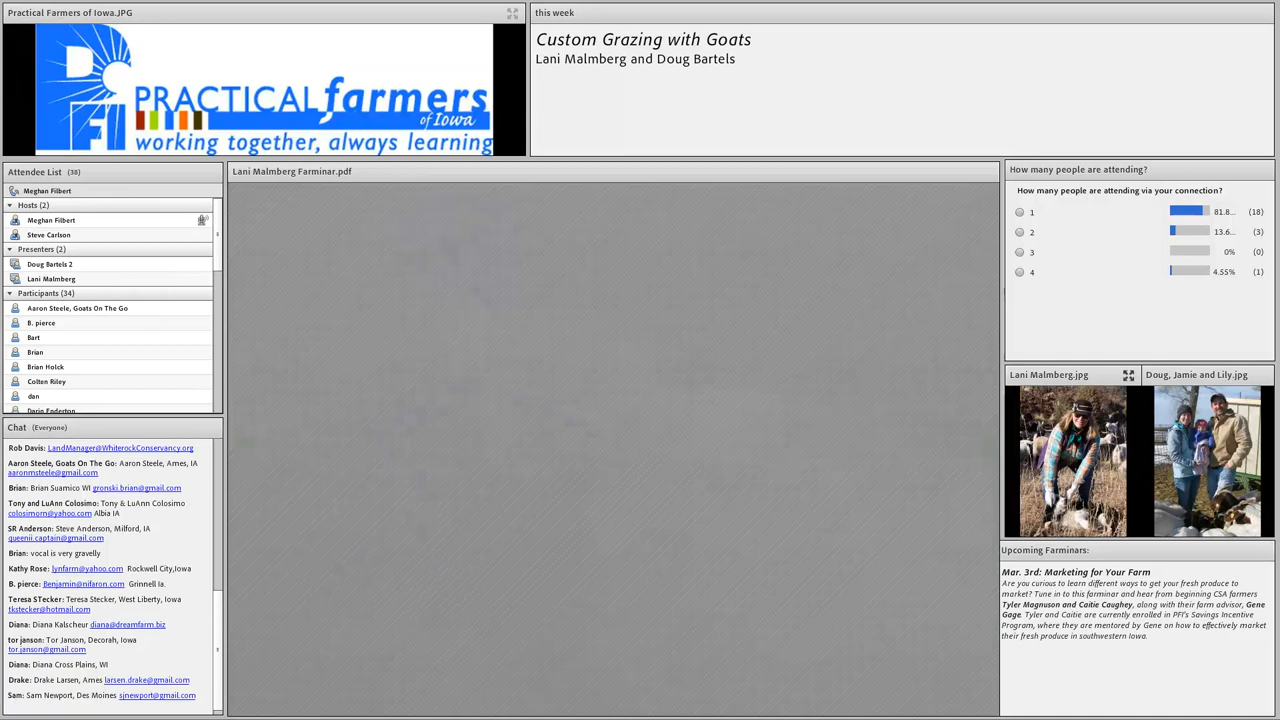 Practical Farmers of Iowa.JPG
PFI
PRACTICAL farmers
of Iowa
working together, always learning
this week
Custom Grazing with Goats
Lani Malmberg and Doug Bartels
Attendee List (38)
Meghan Filbert
Hosts (2)
Meghan Filbert
Steve Carlson
Presenters (2)
Doug Bartels 2
Lani Malmberg
Participants (34)
Aaron Steele, Goats On The Go
B. pierce
Bart
Brian
Brian Holck
Colten Riley
dan
Darin Enderton
Chat (Everyone)
Rob Davis: LandManager@WhiterockConservancy.org
Aaron Steele, Goats On The Go: Aaron Steele, Ames, IA
aaronmsteele@gmail.com
Brian: Brian Suamico WI gronski.brian@gmail.com
Tony and LuAnn Colosimo: Tony & LuAnn Colosimo
colosimorn@yahoo.com Albia IA
SR Anderson: Steve Anderson, Milford, IA
queenii.captain@gmail.com
Brian: vocal is very gravelly
Kathy Rose: lynfarm@yahoo.com Rockwell City,Iowa
B. pierce: Benjamin@nifaron.com Grinnell Ia.
Teresa STecker: Teresa Stecker, West Liberty, Iowa
tkstecker@hotmail.com
Diana: Diana Kalscheur diana@dreamfarm.biz
tor janson: Tor Janson, Decorah, Iowa
tor.janson@gmail.com
Diana: Diana Cross Plains, WI
Drake: Drake Larsen, Ames larsen.drake@gmail.com
Sam: Sam Newport, Des Moines sjnewport@gmail.com
Lani Malmberg Farminar.pdf
How many people are attending?
How many people are attending via your connection?
1 81.8... (18)
2 13.6... (3)
3 0% (0)
4 4.55% (1)
Lani Malmberg.jpg
Doug, Jamie and Lily.jpg
Upcoming Farminars:
Mar. 3rd: Marketing for Your Farm
Are you curious to learn different ways to get your fresh produce to
market? Tune in to this farminar and hear from beginning CSA farmers
Tyler Magnuson and Caitie Caughey, along with their farm advisor, Gene
Gage. Tyler and Caitie are currently enrolled in PFI's Savings Incentive
Program, where they are mentored by Gene on how to effectively market
their fresh produce in southwestern Iowa.